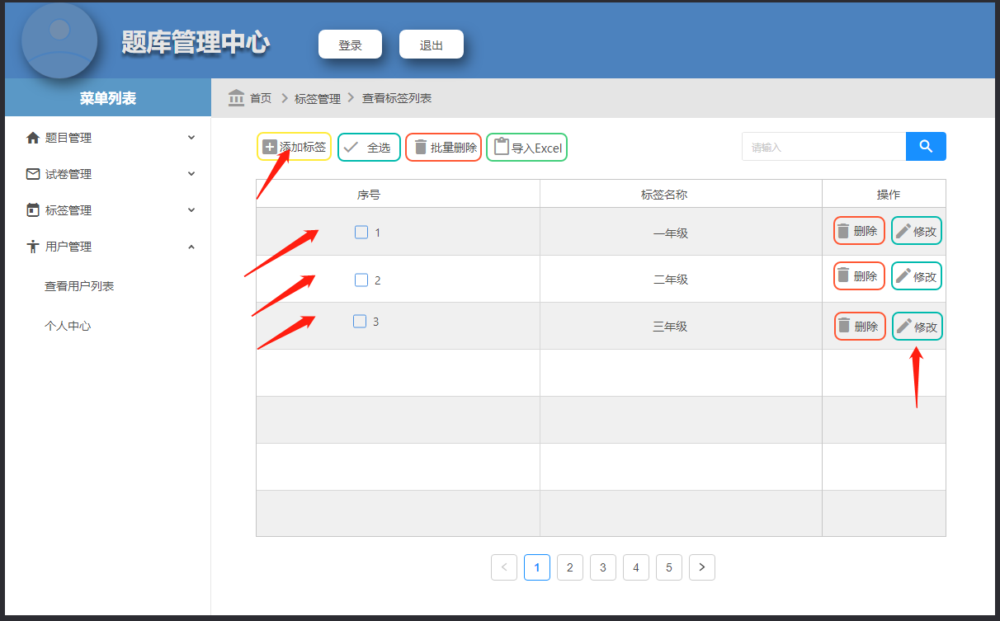 题库管理中心 登录 退出
菜单列表
首页 标签管理 查看标签列表
题目管理
试卷管理
标签管理
用户管理
查看用户列表
个人中心
添加标签 全选 批量删除 导入Excel 请输入
序号 标签名称 操作
1 一年级 删除 修改
2 二年级 删除 修改
3 三年级 删除 修改
1 2 3 4 5